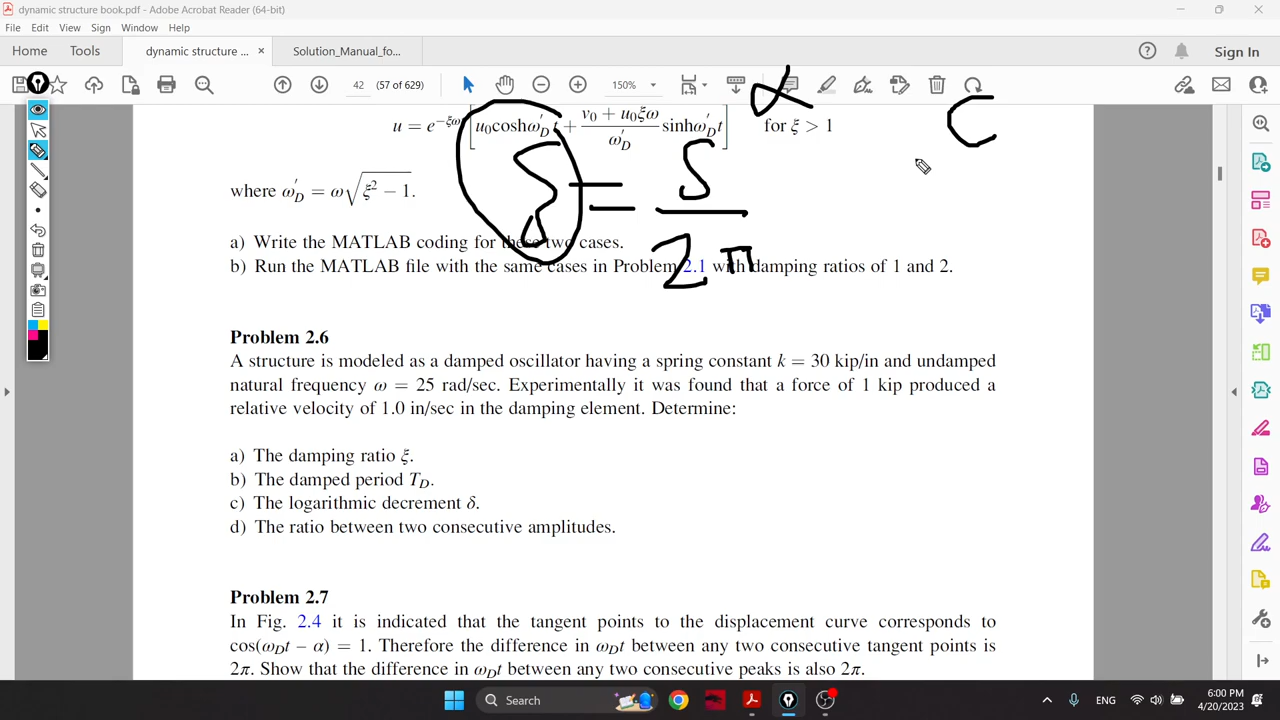 dynamic structure book.pdf - Adobe Acrobat Reader (64-bit)
File Edit View Sign Window Help
Home Tools dynamic structure ... × Solution_Manual_fo... Sign In
42 (57 of 629) 150%
α
C
u = e^{-ξωt} [u₀coshω'_D t + (v₀ + u₀ξω)/ω'_D sinhω'_D t] for ξ > 1
where ω'_D = ω√(ξ² − 1).
δ = S / 2π
a) Write the MATLAB coding for these two cases.
b) Run the MATLAB file with the same cases in Problem 2.1 with damping ratios of 1 and 2.
Problem 2.6
A structure is modeled as a damped oscillator having a spring constant k = 30 kip/in and undamped
natural frequency ω = 25 rad/sec. Experimentally it was found that a force of 1 kip produced a
relative velocity of 1.0 in/sec in the damping element. Determine:
a) The damping ratio ξ.
b) The damped period T_D.
c) The logarithmic decrement δ.
d) The ratio between two consecutive amplitudes.
Problem 2.7
In Fig. 2.4 it is indicated that the tangent points to the displacement curve corresponds to
cos(ω_D t – α) = 1. Therefore the difference in ω_D t between any two consecutive tangent points is
2π. Show that the difference in ω_D t between any two consecutive peaks is also 2π.
Search
ENG
6:00 PM
4/20/2023